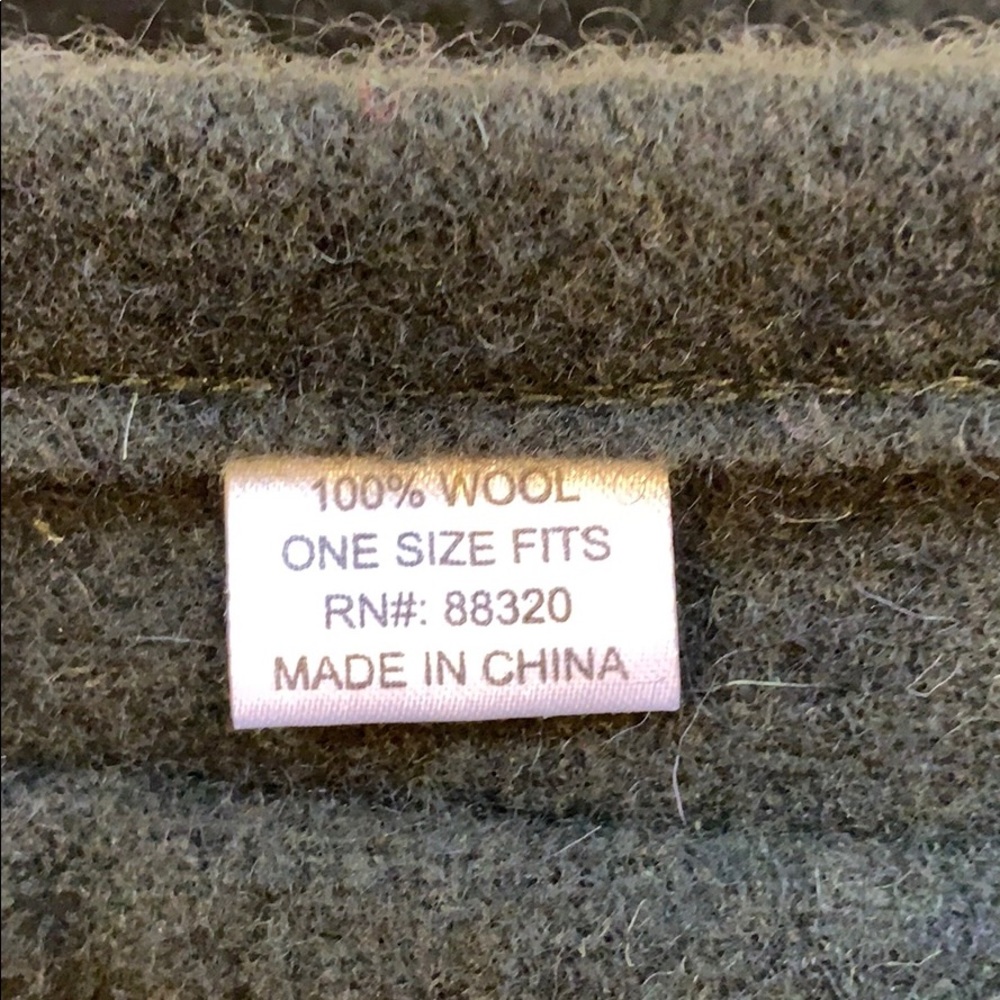 100% WOOL
ONE SIZE FITS
RN#: 88320
MADE IN CHINA